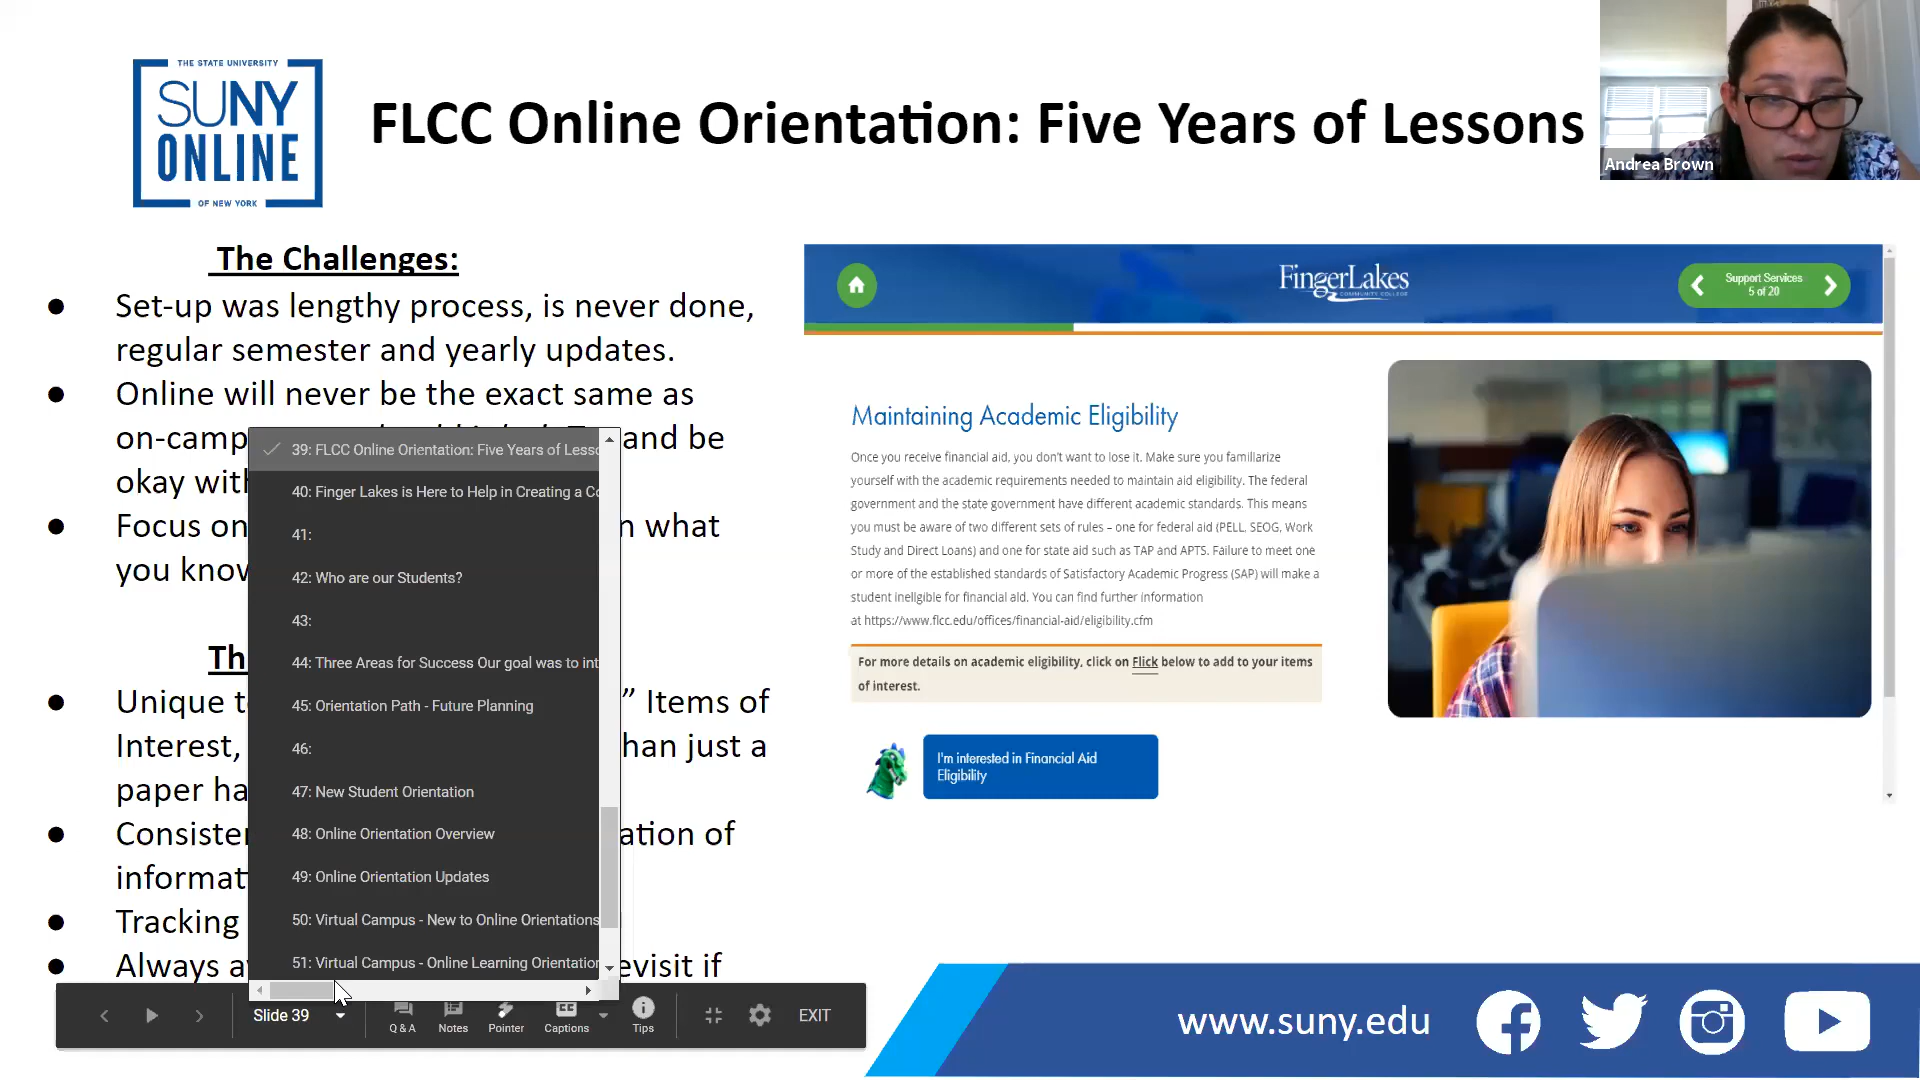 THE STATE UNIVERSITY
SUNY
ONLINE
OF NEW YORK
FLCC Online Orientation: Five Years of Lessons
Andrea Brown
The Challenges:
● Set-up was lengthy process, is never done,
regular semester and yearly updates.
● Online will never be the exact same as
on-camp and be
okay with
● Focus on n what
you know
Th
● Unique t ” Items of
Interest, han just a
paper ha
● Consister ation of
informat
● Tracking
● Always av evisit if
39: FLCC Online Orientation: Five Years of Lesso
40: Finger Lakes is Here to Help in Creating a Co
41:
42: Who are our Students?
43:
44: Three Areas for Success Our goal was to int
45: Orientation Path - Future Planning
46:
47: New Student Orientation
48: Online Orientation Overview
49: Online Orientation Updates
50: Virtual Campus - New to Online Orientations
51: Virtual Campus - Online Learning Orientation
Slide 39
Q & A
Notes
Pointer
Captions
Tips
EXIT
FingerLakes
COMMUNITY COLLEGE
Support Services
5 of 20
Maintaining Academic Eligibility
Once you receive financial aid, you don't want to lose it. Make sure you familiarize
yourself with the academic requirements needed to maintain aid eligibility. The federal
government and the state government have different academic standards. This means
you must be aware of two different sets of rules – one for federal aid (PELL, SEOG, Work
Study and Direct Loans) and one for state aid such as TAP and APTS. Failure to meet one
or more of the established standards of Satisfactory Academic Progress (SAP) will make a
student ineligible for financial aid. You can find further information
at https://www.flcc.edu/offices/financial-aid/eligibility.cfm
For more details on academic eligibility, click on Flick below to add to your items
of interest.
I'm interested in Financial Aid
Eligibility
www.suny.edu